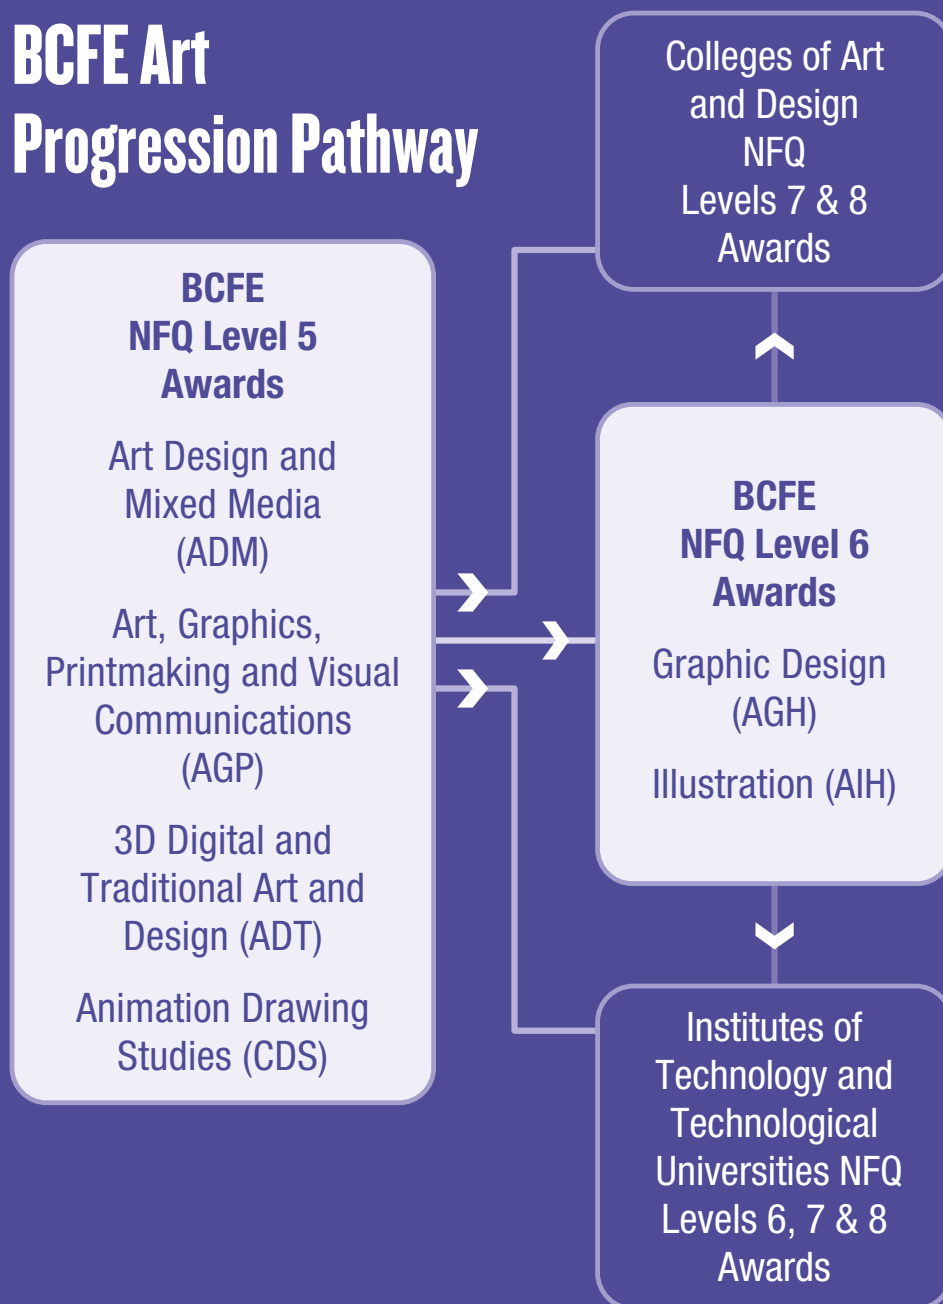 BCFE Art
Progression Pathway
BCFE
NFQ Level 5
Awards
Art Design and
Mixed Media
(ADM)
Art, Graphics,
Printmaking and Visual
Communications
(AGP)
3D Digital and
Traditional Art and
Design (ADT)
Animation Drawing
Studies (CDS)
Colleges of Art
and Design
NFQ
Levels 7 & 8
Awards
BCFE
NFQ Level 6
Awards
Graphic Design
(AGH)
Illustration (AIH)
Institutes of
Technology and
Technological
Universities NFQ
Levels 6, 7 & 8
Awards